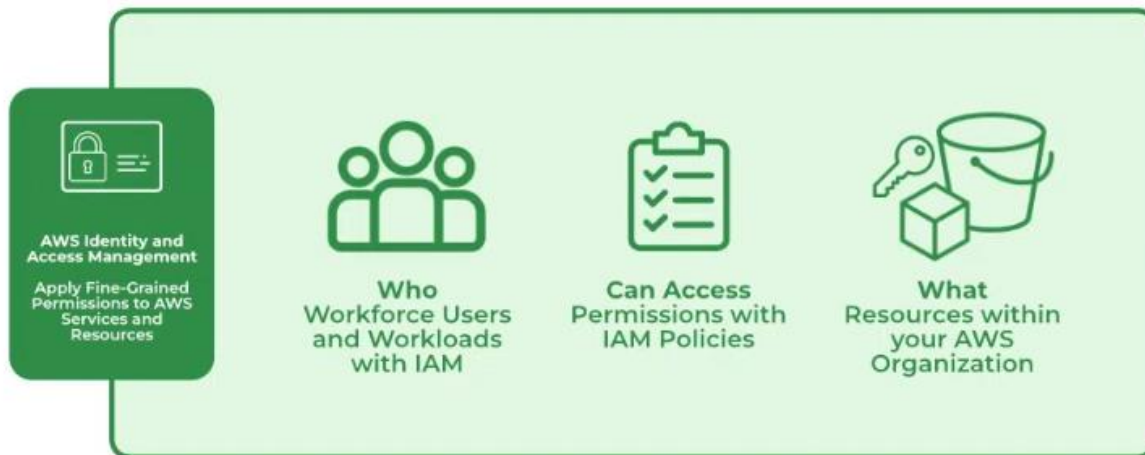 AWS Identity and
Access Management
Apply Fine-Grained
Permissions to AWS
Services and
Resources
Who
Workforce Users
and Workloads
with IAM
Can Access
Permissions with
IAM Policies
What
Resources within
your AWS
Organization